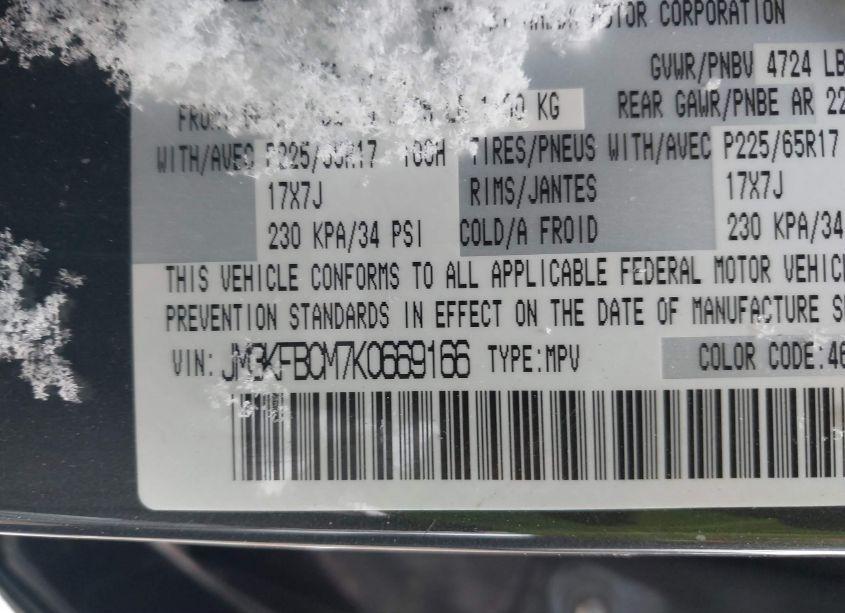 MOTOR CORPORATION
GVWR/PNBV 4724 LB
KG REAR GAWR/PNBE AR 22
WITH/AVEC P225/65R17 TIRES/PNEUS WITH/AVEC P225/65R17
17X7J RIMS/JANTES 17X7J
230 KPA/34 PSI COLD/A FROID 230 KPA/34
THIS VEHICLE CONFORMS TO ALL APPLICABLE FEDERAL MOTOR VEHIC
PREVENTION STANDARDS IN EFFECT ON THE DATE OF MANUFACTURE S
VIN: JM3KFBCM7K0669166 TYPE:MPV COLOR CODE:46